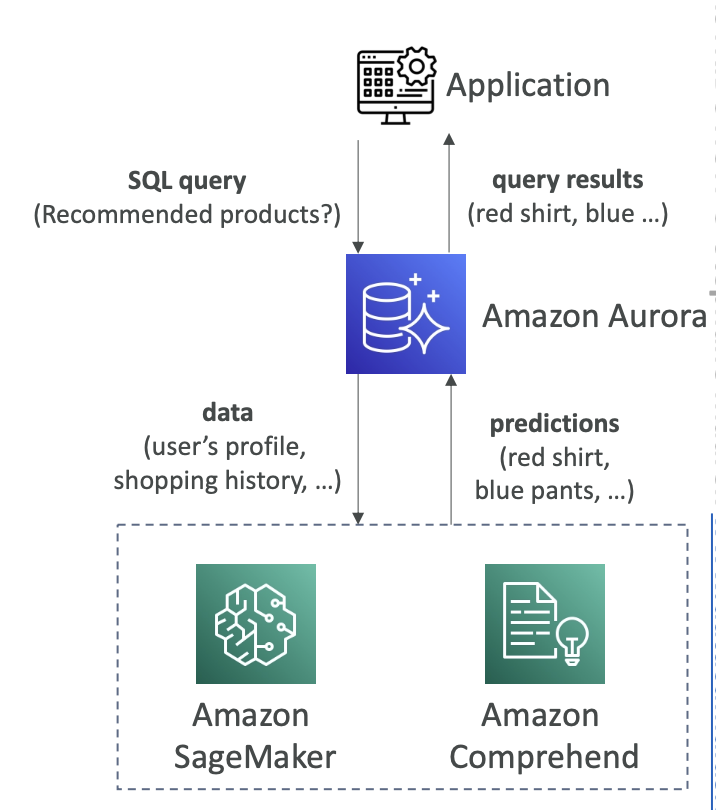 Application
SQL query
(Recommended products?)
query results
(red shirt, blue ...)
Amazon Aurora
data
(user's profile,
shopping history, ...)
predictions
(red shirt,
blue pants, ...)
Amazon
SageMaker
Amazon
Comprehend